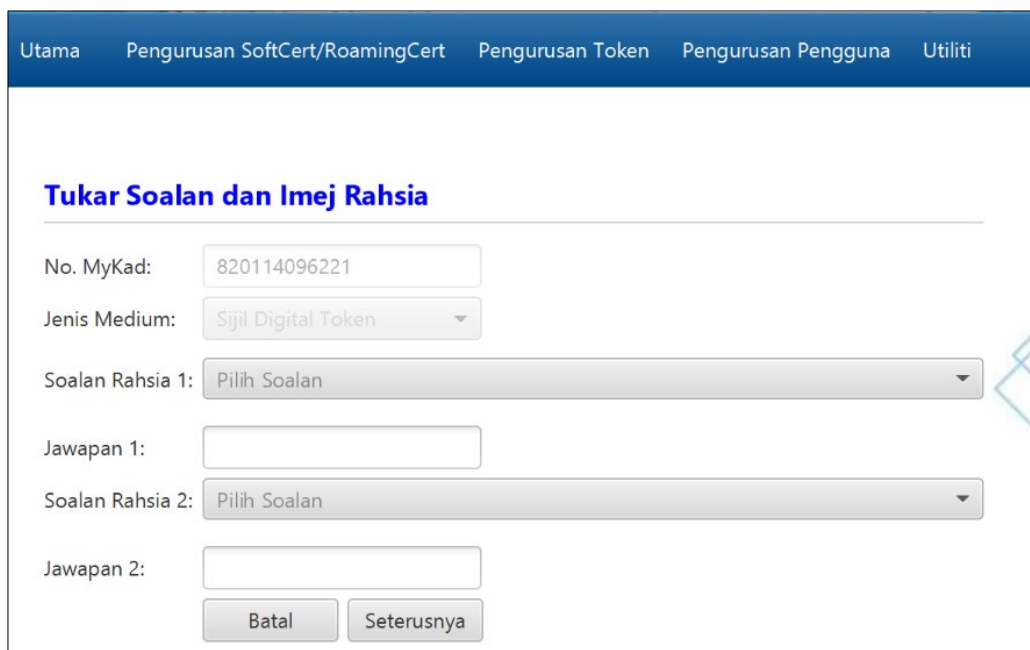 Utama Pengurusan SoftCert/RoamingCert Pengurusan Token Pengurusan Pengguna Utiliti
Tukar Soalan dan Imej Rahsia
No. MyKad: 820114096221
Jenis Medium: Sijil Digital Token
Soalan Rahsia 1: Pilih Soalan
Jawapan 1:
Soalan Rahsia 2: Pilih Soalan
Jawapan 2:
Batal Seterusnya